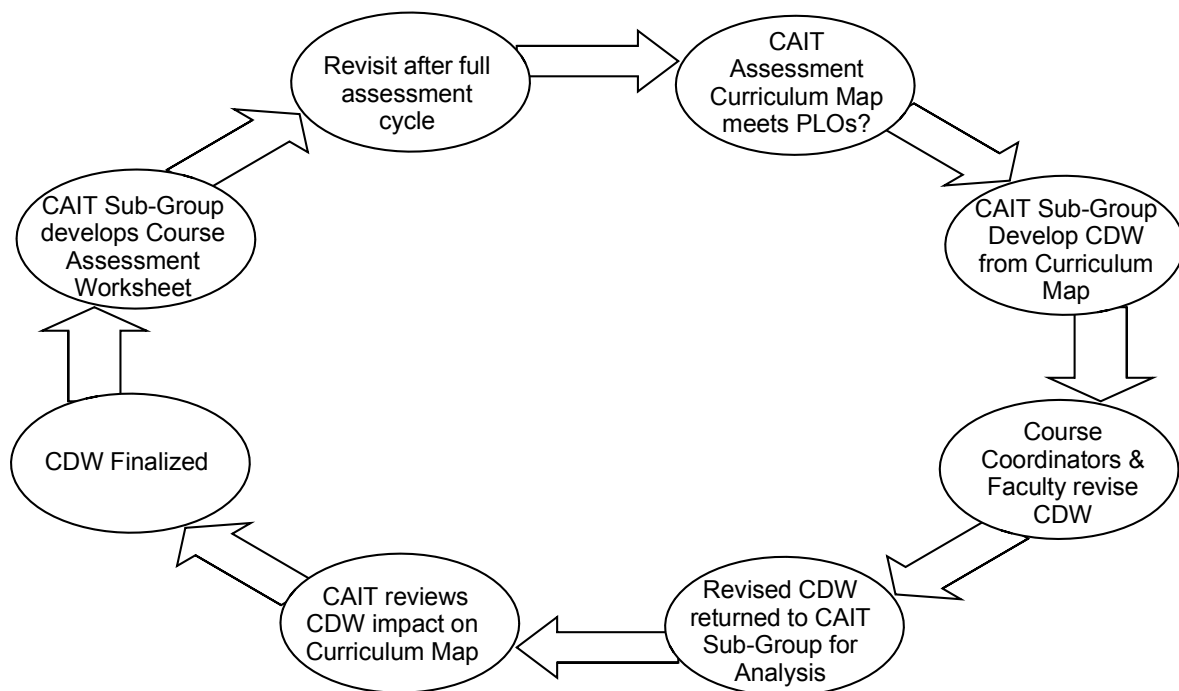 Revisit after full
assessment
cycle
CAIT
Assessment
Curriculum Map
meets PLOs?
CAIT Sub-Group
Develop CDW
from Curriculum
Map
Course
Coordinators &
Faculty revise
CDW
Revised CDW
returned to CAIT
Sub-Group for
Analysis
CAIT reviews
CDW impact on
Curriculum Map
CDW Finalized
CAIT Sub-Group
develops Course
Assessment
Worksheet